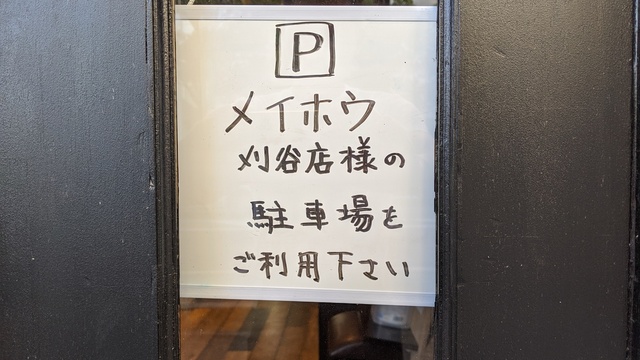 P
メイホウ
刈谷店様の
駐車場を
ご利用下さい